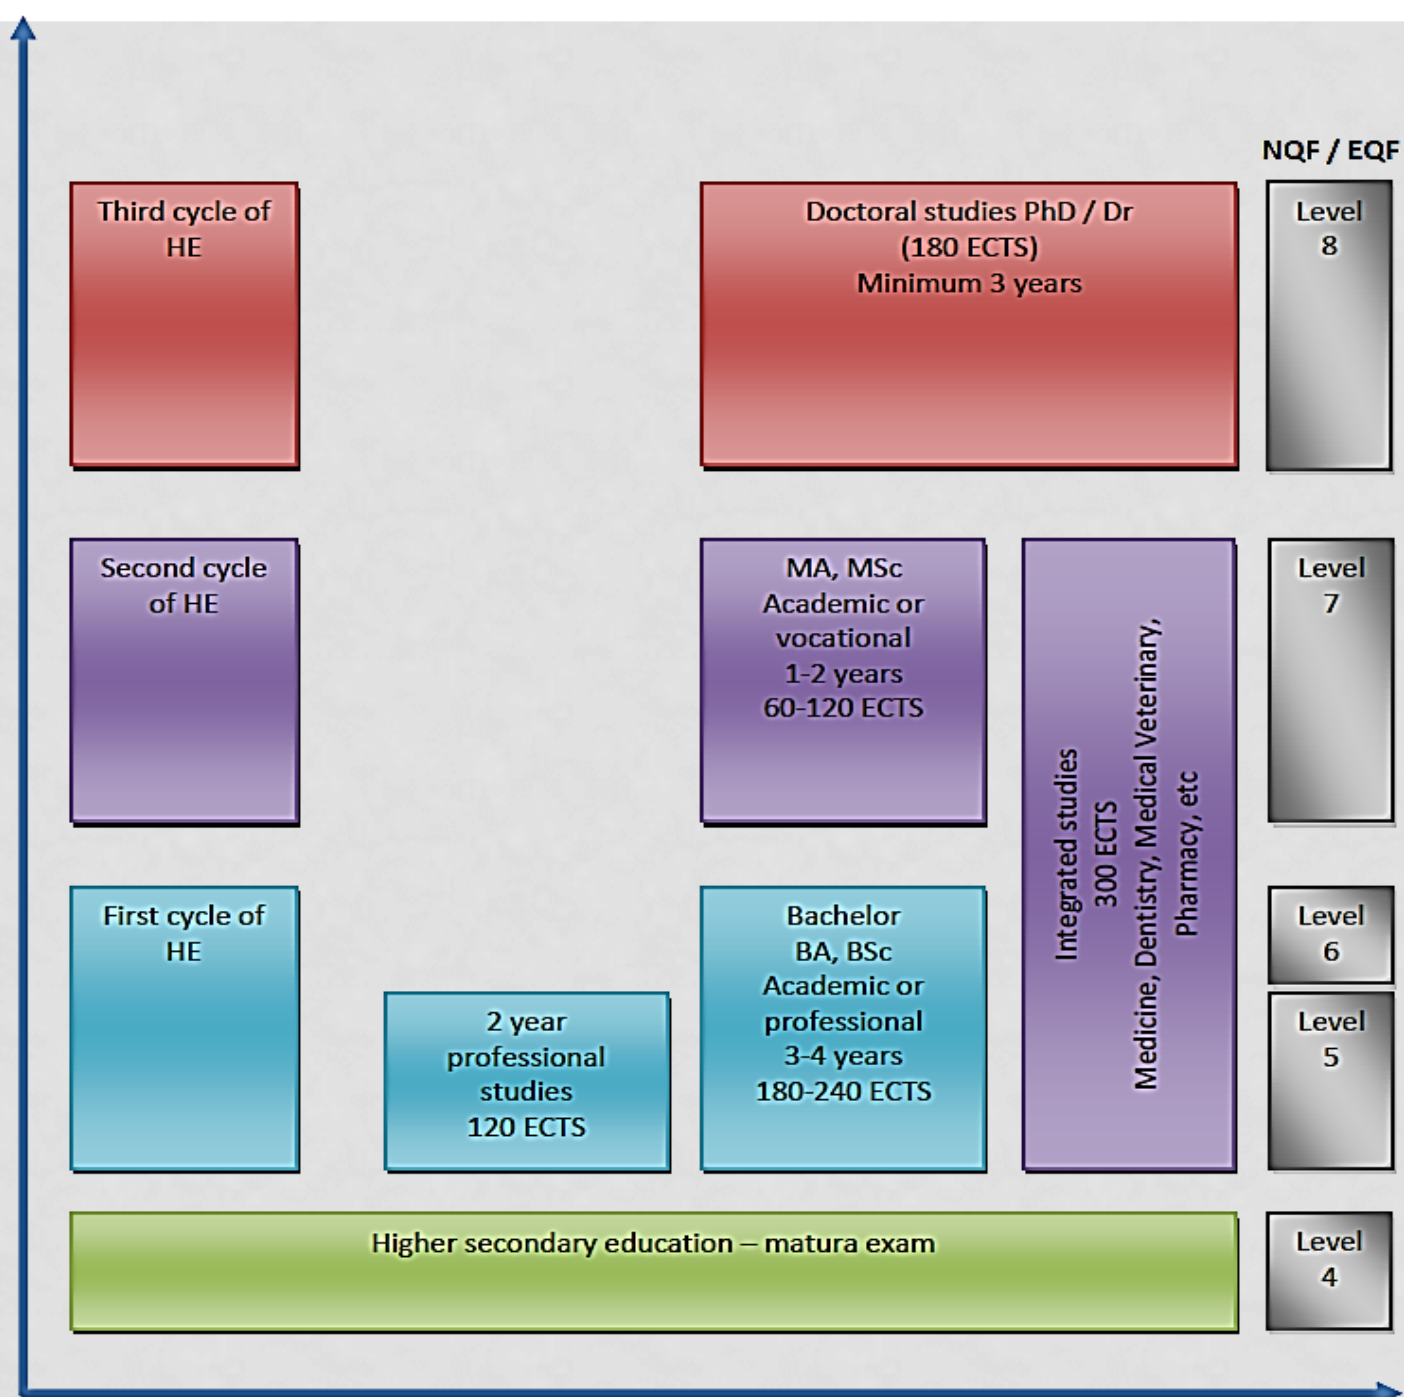 NQF / EQF
Third cycle of
HE
Doctoral studies PhD / Dr
(180 ECTS)
Minimum 3 years
Level
8
Second cycle
of HE
MA, MSc
Academic or
vocational
1-2 years
60-120 ECTS
Integrated studies
300 ECTS
Medicine, Dentistry, Medical Veterinary,
Pharmacy, etc
Level
7
First cycle of
HE
2 year
professional
studies
120 ECTS
Bachelor
BA, BSc
Academic or
professional
3-4 years
180-240 ECTS
Level
6
Level
5
Higher secondary education – matura exam
Level
4